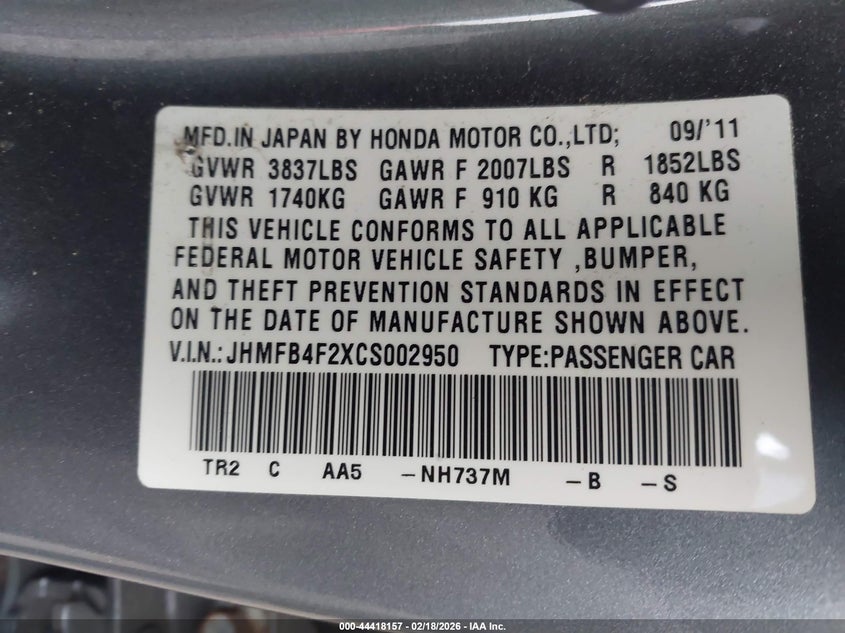 MFD.IN JAPAN BY HONDA MOTOR CO.,LTD; 09/'11
GVWR 3837LBS GAWR F 2007LBS R 1852LBS
GVWR 1740KG GAWR F 910 KG R 840 KG
THIS VEHICLE CONFORMS TO ALL APPLICABLE
FEDERAL MOTOR VEHICLE SAFETY ,BUMPER,
AND THEFT PREVENTION STANDARDS IN EFFECT
ON THE DATE OF MANUFACTURE SHOWN ABOVE.
V.I.N.: JHMFB4F2XCS002950 TYPE:PASSENGER CAR
TR2 C AA5 -NH737M -B -S
000-44418157 - 02/18/2026 - IAA Inc.